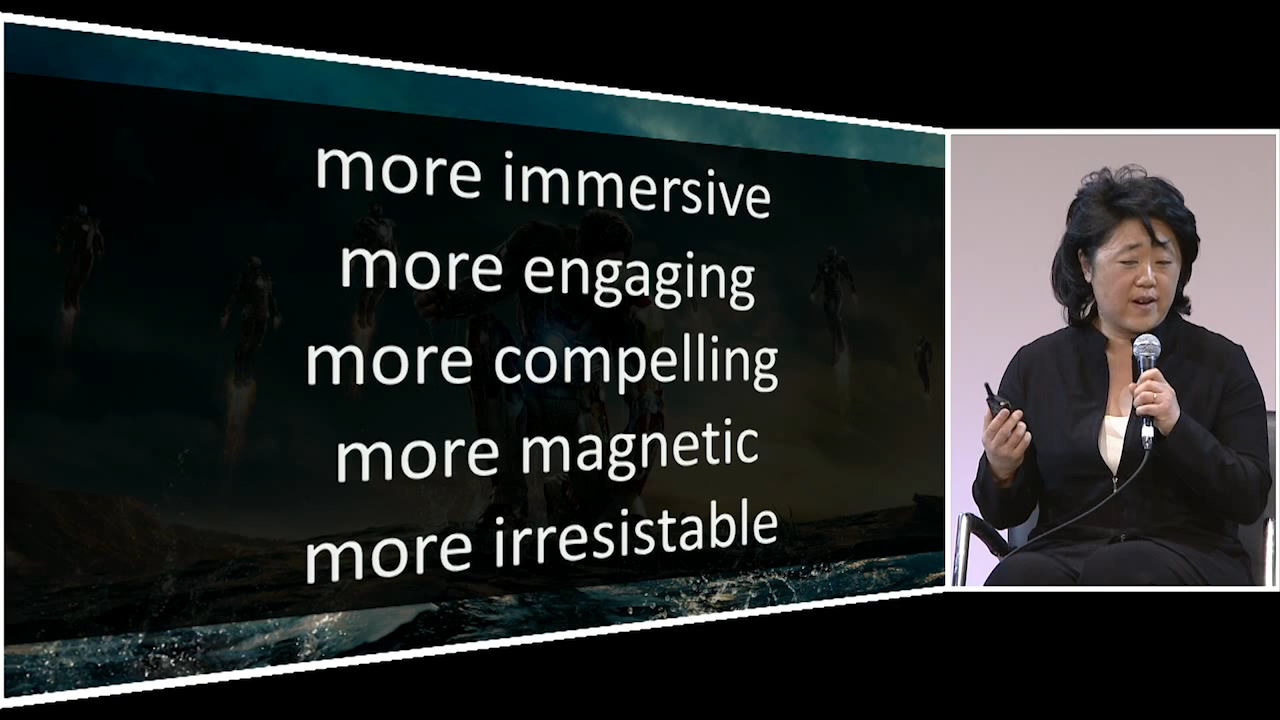 more immersive
more engaging
more compelling
more magnetic
more irresistable